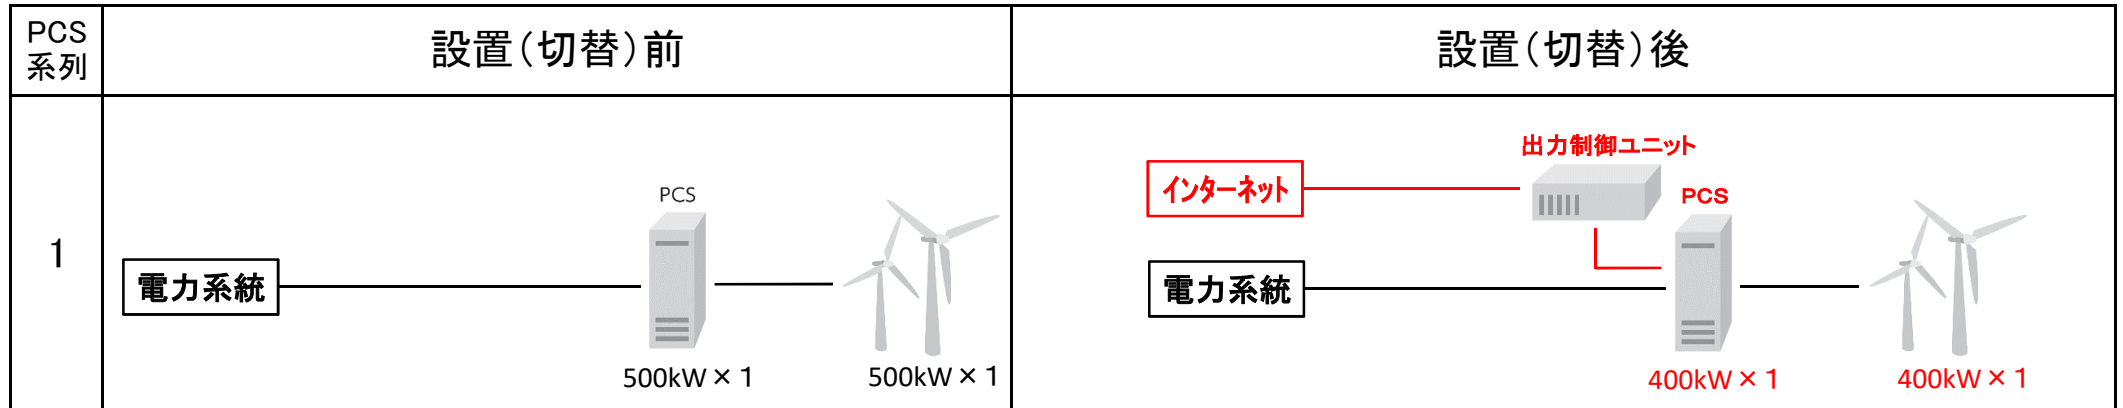 PCS
系列
設置(切替)前
設置(切替)後
1
電力系統
PCS
500kW×1
500kW×1
インターネット
出力制御ユニット
PCS
電力系統
400kW×1
400kW×1